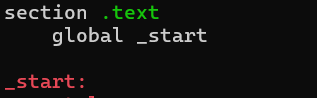 section .text
    global _start

_start: